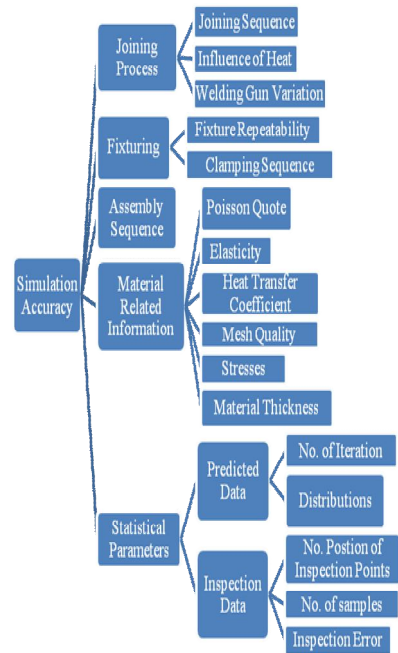 Simulation
Accuracy
Joining
Process
Joining Sequence
Influence of Heat
Welding Gun Variation
Fixturing
Fixture Repeatability
Clamping Sequence
Assembly
Sequence
Material
Related
Information
Poisson Quote
Elasticity
Heat Transfer
Coefficient
Mesh Quality
Stresses
Material Thickness
Statistical
Parameters
Predicted
Data
No. of Iteration
Distributions
Inspection
Data
No. Postion of
Inspection Points
No. of samples
Inspection Error